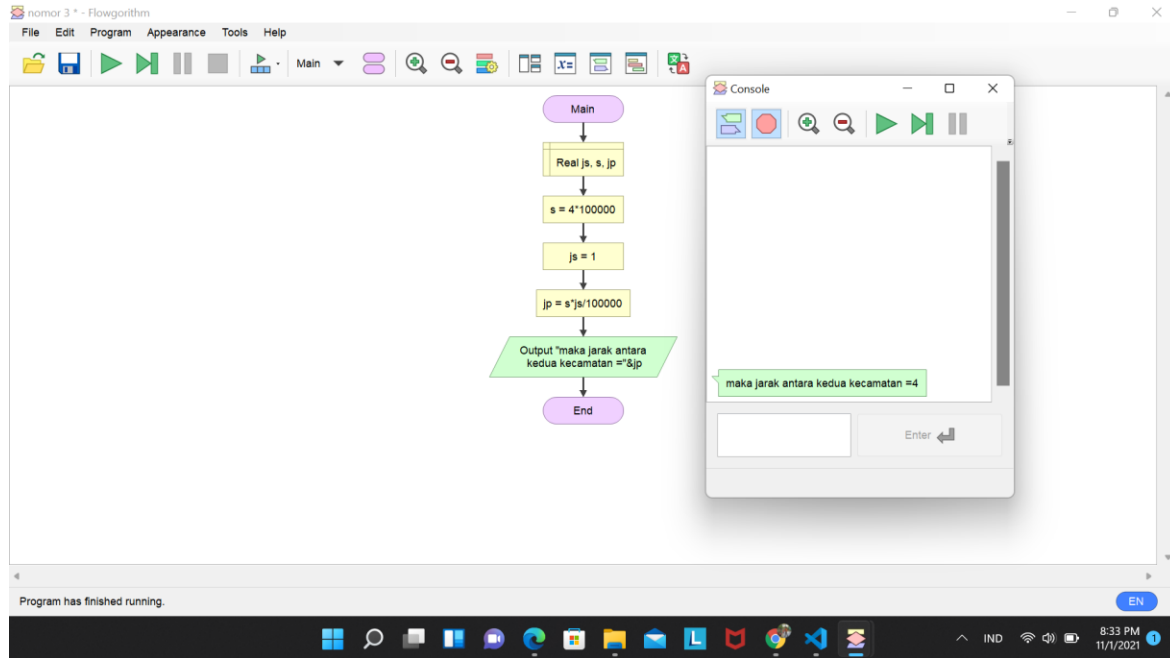 nomor 3 * - Flowgorithm
File Edit Program Appearance Tools Help
Main
x=
A
Main
Real js, s, jp
s = 4*100000
js = 1
jp = s*js/100000
Output "maka jarak antara
kedua kecamatan ="&jp
End
Console
maka jarak antara kedua kecamatan =4
Enter
Program has finished running.
EN
L
IND
8:33 PM
11/1/2021
1